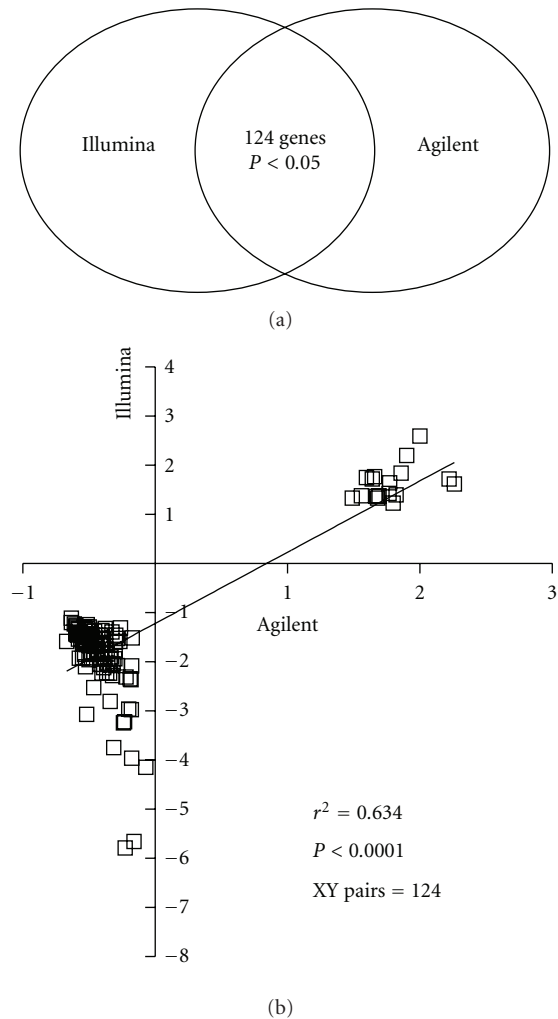 Illumina
124 genes
P < 0.05
Agilent
(a)
Illumina
4
3
2
1
−1
1
2
3
Agilent
−1
−2
−3
−4
−5
−6
−7
−8
r² = 0.634
P < 0.0001
XY pairs = 124
(b)